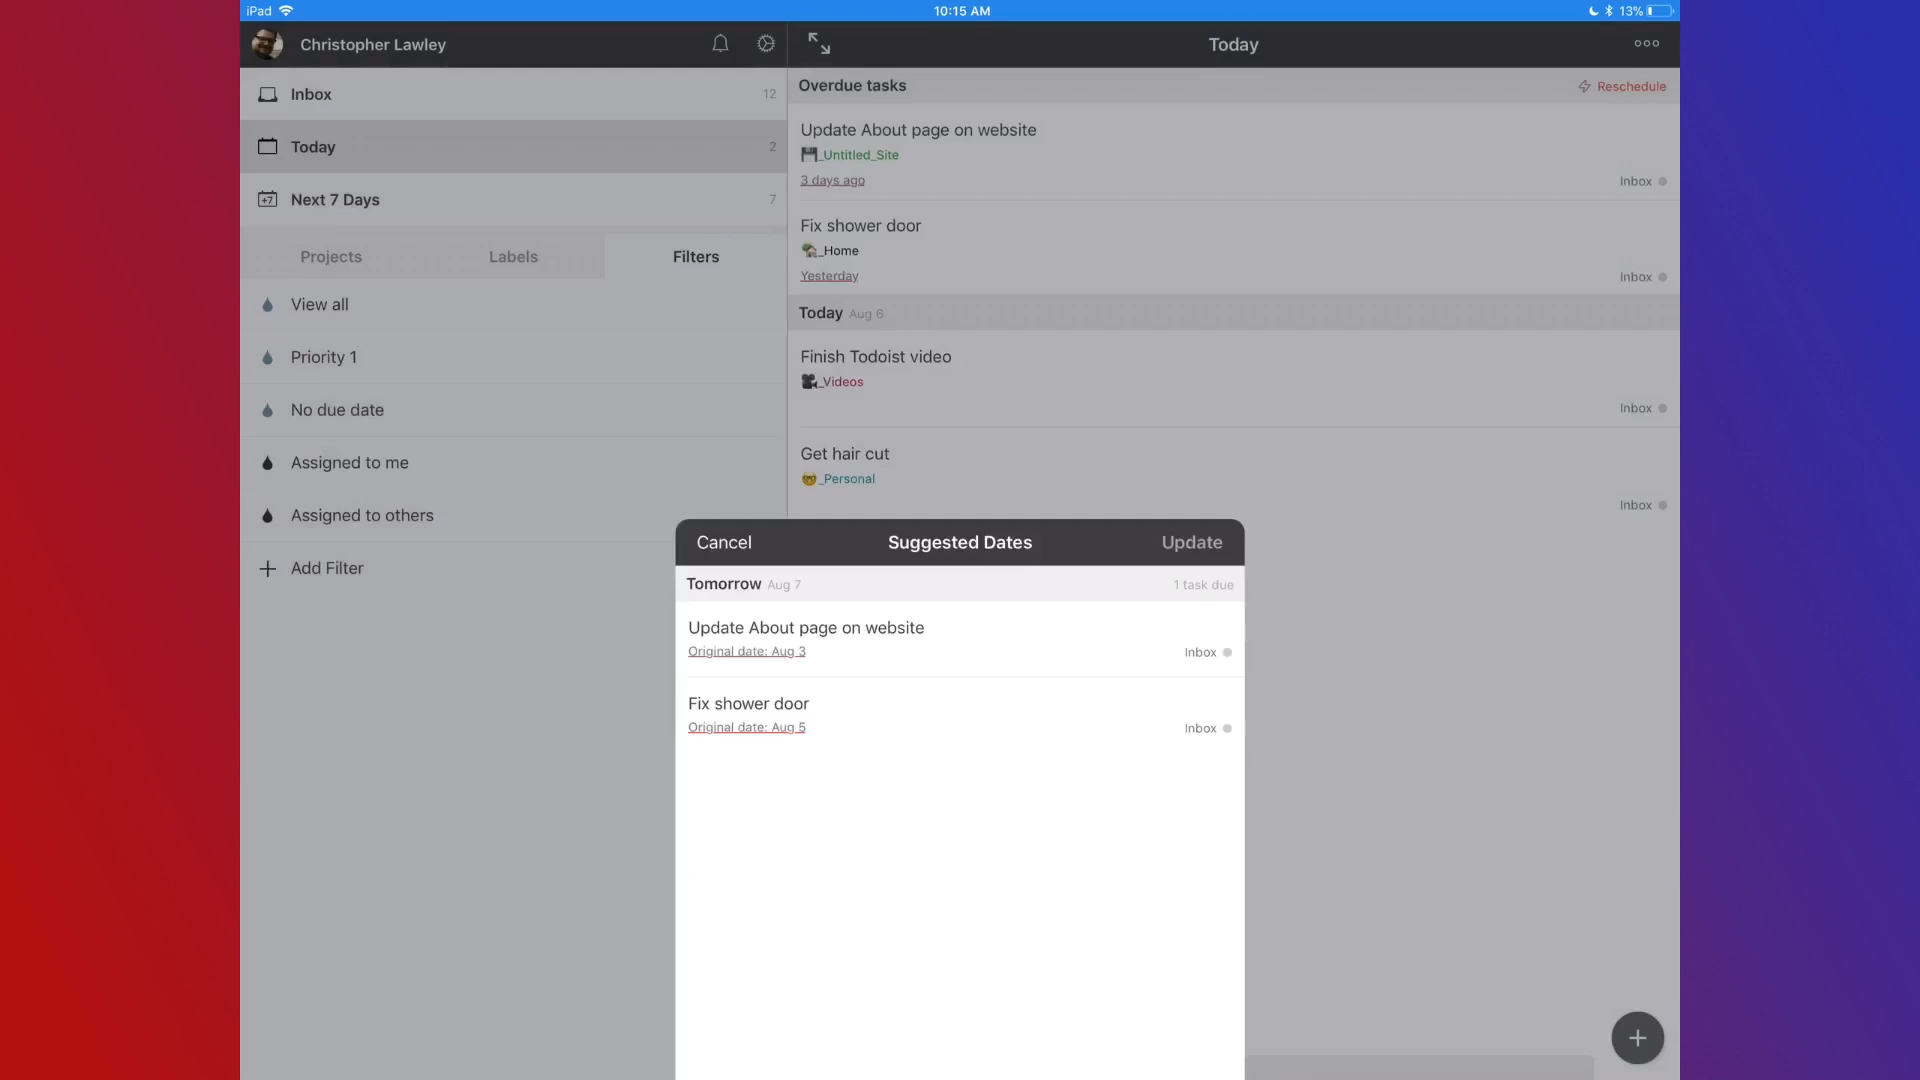 iPad
10:15 AM
13%
Christopher Lawley
Today
Inbox
12
Today
2
Next 7 Days
7
Projects
Labels
Filters
View all
Priority 1
No due date
Assigned to me
Assigned to others
Add Filter
Overdue tasks
Reschedule
Update About page on website
_Untitled_Site
3 days ago
Inbox
Fix shower door
_Home
Yesterday
Inbox
Today Aug 6
Finish Todoist video
_Videos
Inbox
Get hair cut
_Personal
Inbox
Cancel
Suggested Dates
Update
Tomorrow Aug 7
1 task due
Update About page on website
Original date: Aug 3
Inbox
Fix shower door
Original date: Aug 5
Inbox